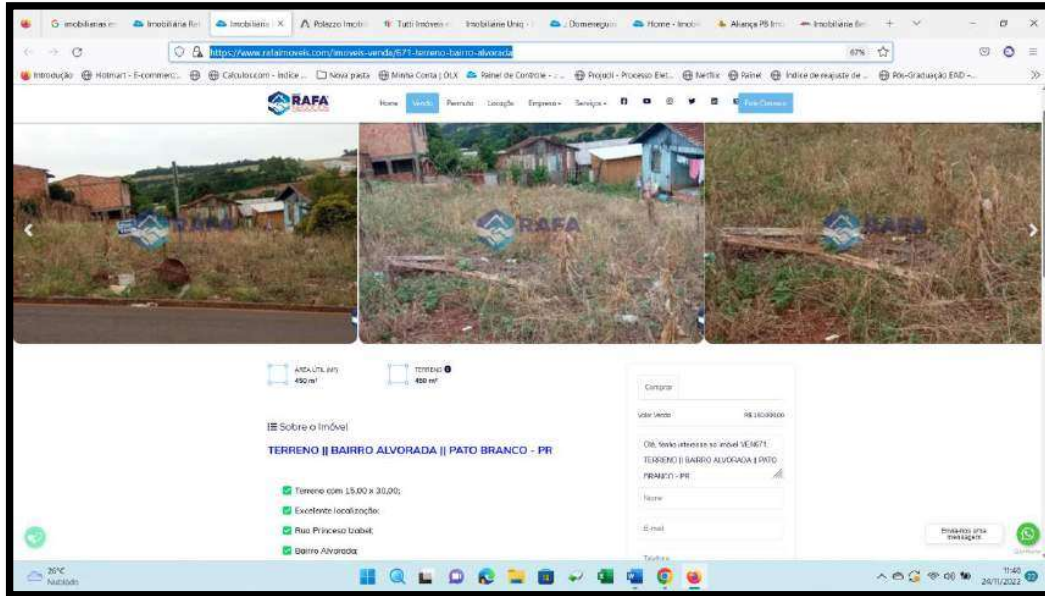 imobiliarias em
Imobiliária
Polazzo Imobi
Tutti Imóveis
Imobiliária Uniq
Home - Imobi
Aliança PB Imo
https://www.rafaimoveis.com/imoveis-venda/671-terreno-bairro-alvorada
67%
Introdução
Hotmart - E-commerc...
Calculos.com - Índice ...
Nova pasta
Minha Conta | OLX
Painel de Controle -
Projudi - Processo Elet...
Netflix
Painel
Índice de reajuste de ...
Pós-Graduação EAD - ...
RAFA
Home
Venda
Permuta
Locação
Empresa
Serviços
Fale Conosco
RAFA
RAFA
RAFA
ÁREA ÚTIL (M²)
450 m²
TERRENO
450 m²
Comprar
Valor Venda
Sobre o Imóvel
TERRENO || BAIRRO ALVORADA || PATO BRANCO - PR
Olá, tenho interesse no imóvel VEN671:
TERRENO || BAIRRO ALVORADA || PATO
BRANCO - PR
Terreno com 15,00 x 30,00;
Excelente localização;
Rua Princesa Izabel;
Bairro Alvorada;
Nome
E-mail
Telefone
Envie-nos uma
mensagem
26°C
Nublado
11:48
24/11/2022